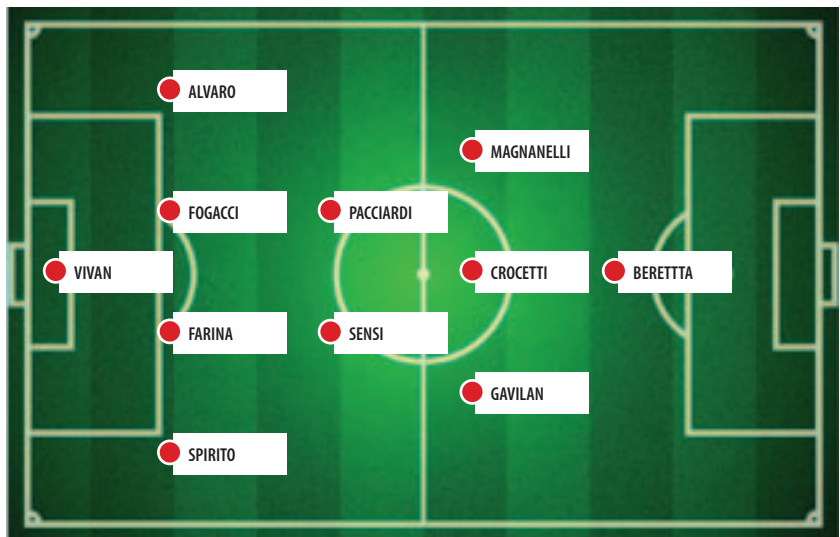 ALVARO
MAGNANELLI
FOGACCI
PACCIARDI
VIVAN
CROCETTI
BERETTTA
FARINA
SENSI
GAVILAN
SPIRITO